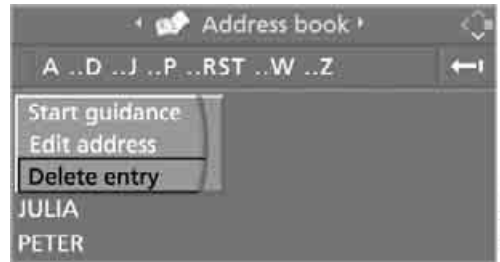 Address book
A ..D ..J ..P ..RST ..W ..Z
Start guidance
Edit address
Delete entry
JULIA
PETER